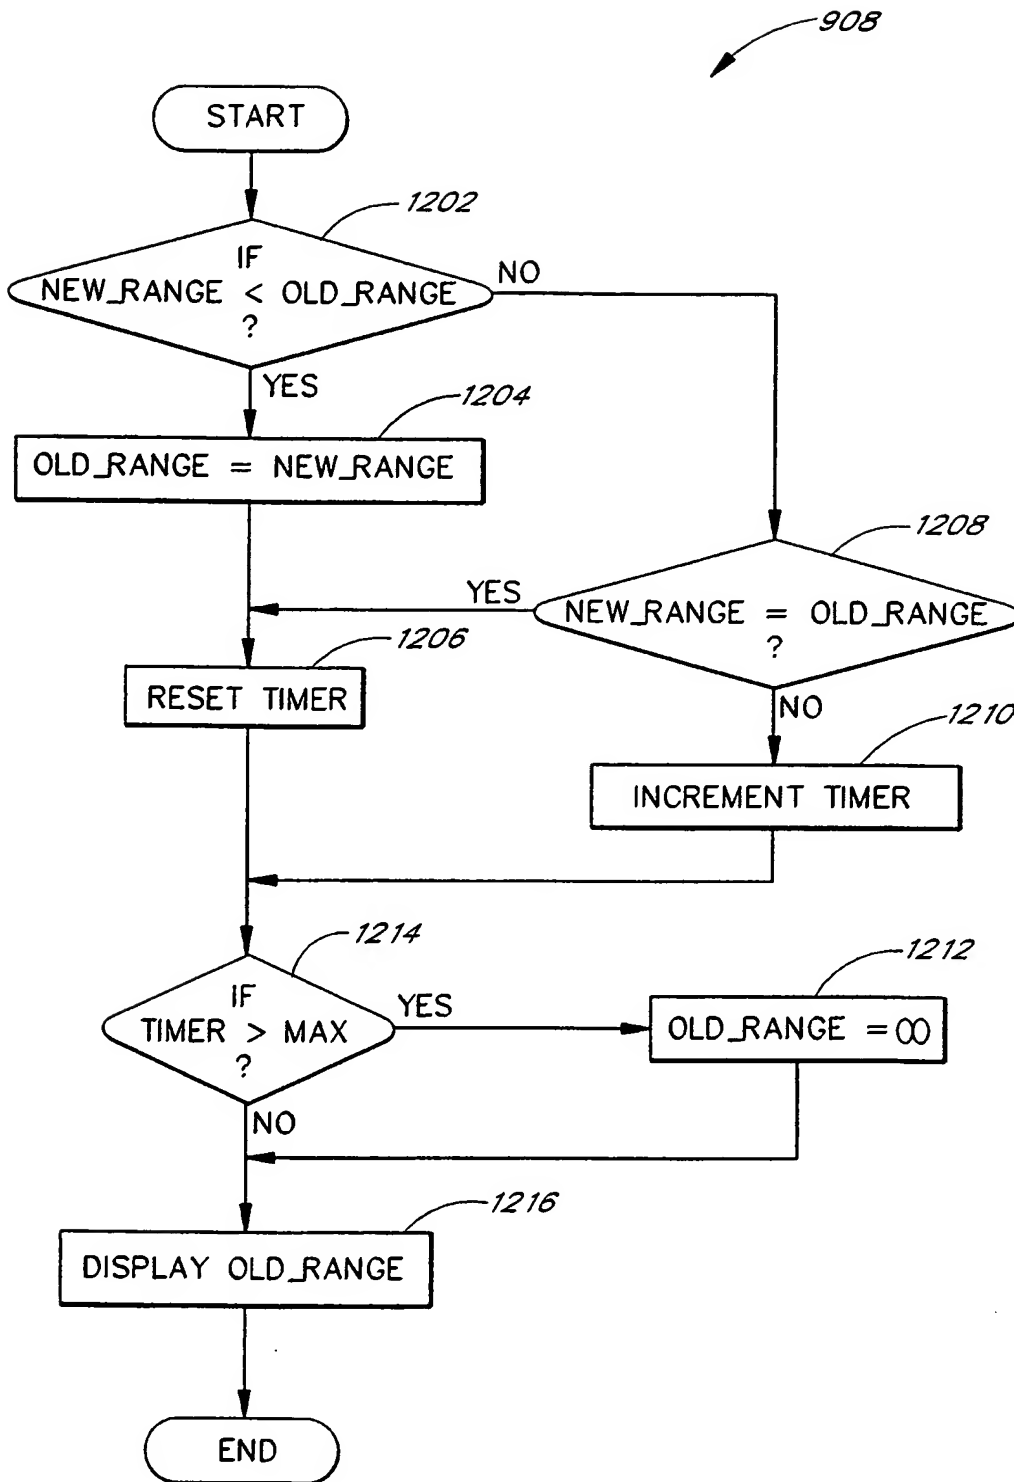 908
START
1202
IF
NEW_RANGE < OLD_RANGE
?
NO
YES
1204
OLD_RANGE = NEW_RANGE
1208
YES
NEW_RANGE = OLD_RANGE
?
1206
RESET TIMER
NO
1210
INCREMENT TIMER
1214
IF
TIMER > MAX
?
YES
1212
OLD_RANGE = ∞
NO
1216
DISPLAY OLD_RANGE
END